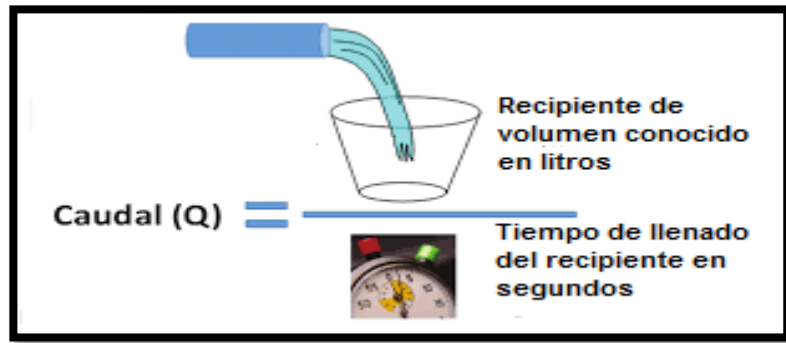 Recipiente de
volumen conocido
en litros
Caudal (Q) =
Tiempo de llenado
del recipiente en
segundos